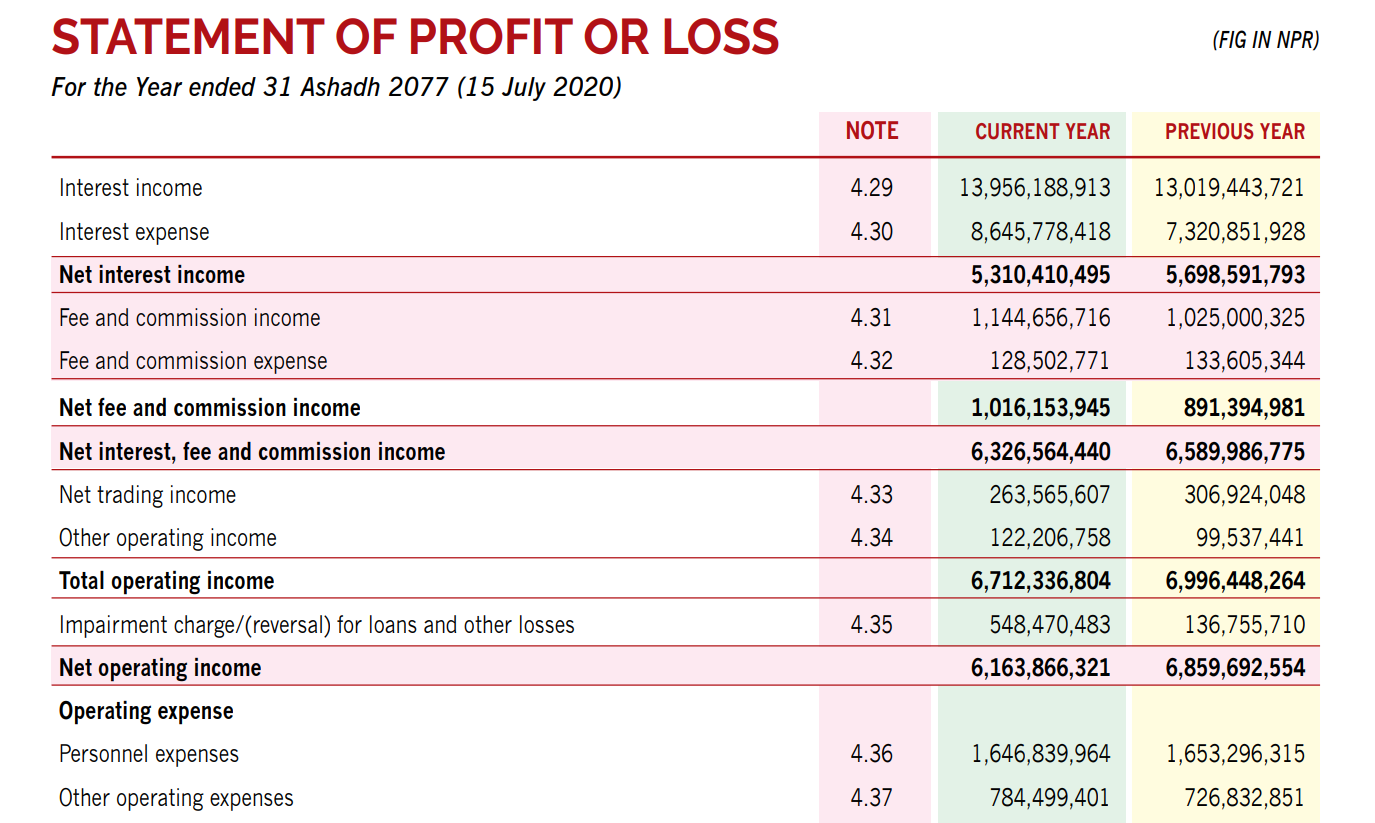 STATEMENT OF PROFIT OR LOSS (FIG IN NPR)
For the Year ended 31 Ashadh 2077 (15 July 2020)
NOTE CURRENT YEAR PREVIOUS YEAR
Interest income 4.29 13,956,188,913 13,019,443,721
Interest expense 4.30 8,645,778,418 7,320,851,928
Net interest income 5,310,410,495 5,698,591,793
Fee and commission income 4.31 1,144,656,716 1,025,000,325
Fee and commission expense 4.32 128,502,771 133,605,344
Net fee and commission income 1,016,153,945 891,394,981
Net interest, fee and commission income 6,326,564,440 6,589,986,775
Net trading income 4.33 263,565,607 306,924,048
Other operating income 4.34 122,206,758 99,537,441
Total operating income 6,712,336,804 6,996,448,264
Impairment charge/(reversal) for loans and other losses 4.35 548,470,483 136,755,710
Net operating income 6,163,866,321 6,859,692,554
Operating expense
Personnel expenses 4.36 1,646,839,964 1,653,296,315
Other operating expenses 4.37 784,499,401 726,832,851